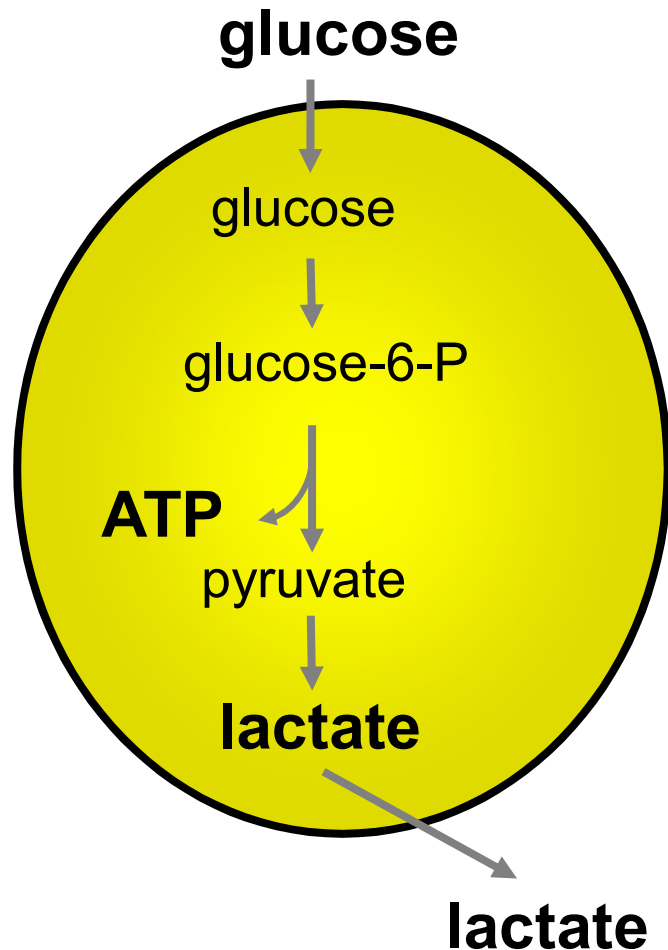 glucose
glucose
glucose-6-P
ATP
pyruvate
lactate
lactate